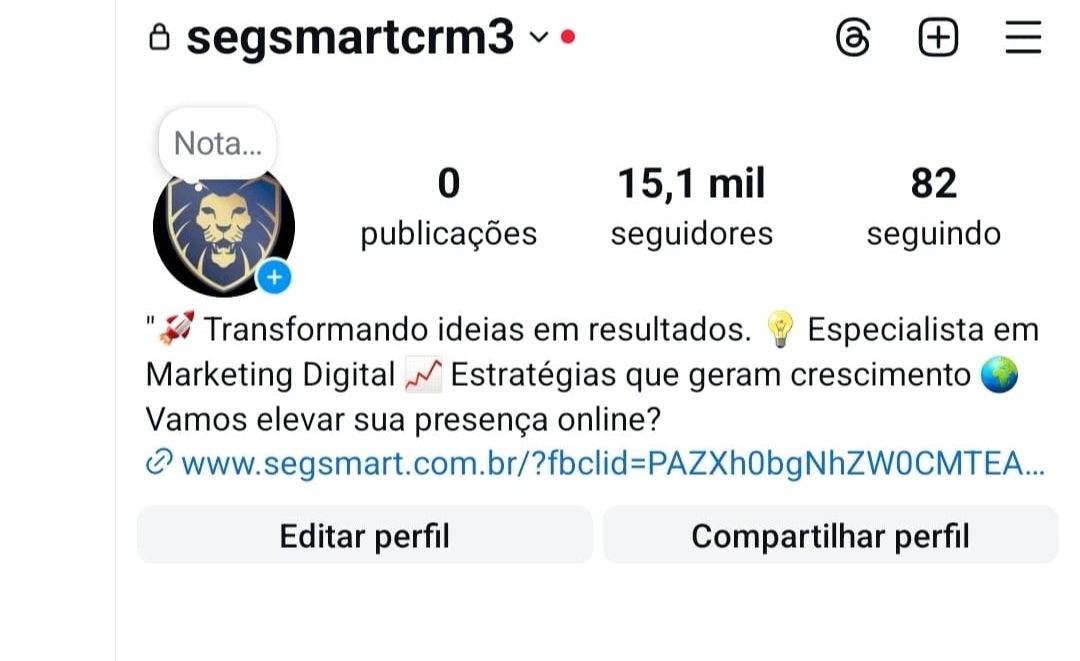 segsmartcrm3
Nota...
0 15,1 mil 82
publicações seguidores seguindo
"🚀 Transformando ideias em resultados. 💡 Especialista em
Marketing Digital 📈 Estratégias que geram crescimento 🌍
Vamos elevar sua presença online?
www.segsmart.com.br/?fbclid=PAZXh0bgNhZW0CMTEA...
Editar perfil Compartilhar perfil